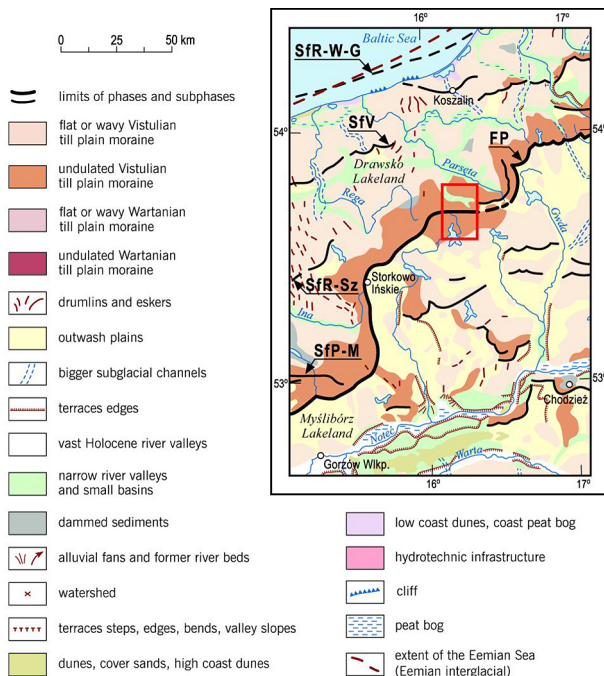 0 25 50 km
limits of phases and subphases
flat or wavy Vistulian
till plain moraine
undulated Vistulian
till plain moraine
flat or wavy Wartanian
till plain moraine
undulated Wartanian
till plain moraine
drumlins and eskers
outwash plains
bigger subglacial channels
terraces edges
vast Holocene river valleys
narrow river valleys
and small basins
dammed sediments
alluvial fans and former river beds
watershed
terraces steps, edges, bends, valley slopes
dunes, cover sands, high coast dunes
16° 17°
Baltic Sea
SfR-W-G
Koszalin
54°
SfV
FP
54°
Drawsko
Lakeland
Parsęta
Rega
Gwda
Storkowo
Ińskie
SfR-Sz
Ina
SfP-M
53°
53°
Chodzież
Myślibórz
Lakeland
Noteć
Warta
Gorzów Wlkp.
16° 17°
low coast dunes, coast peat bog
hydrotechnic infrastructure
cliff
peat bog
extent of the Eemian Sea
(Eemian interglacial)